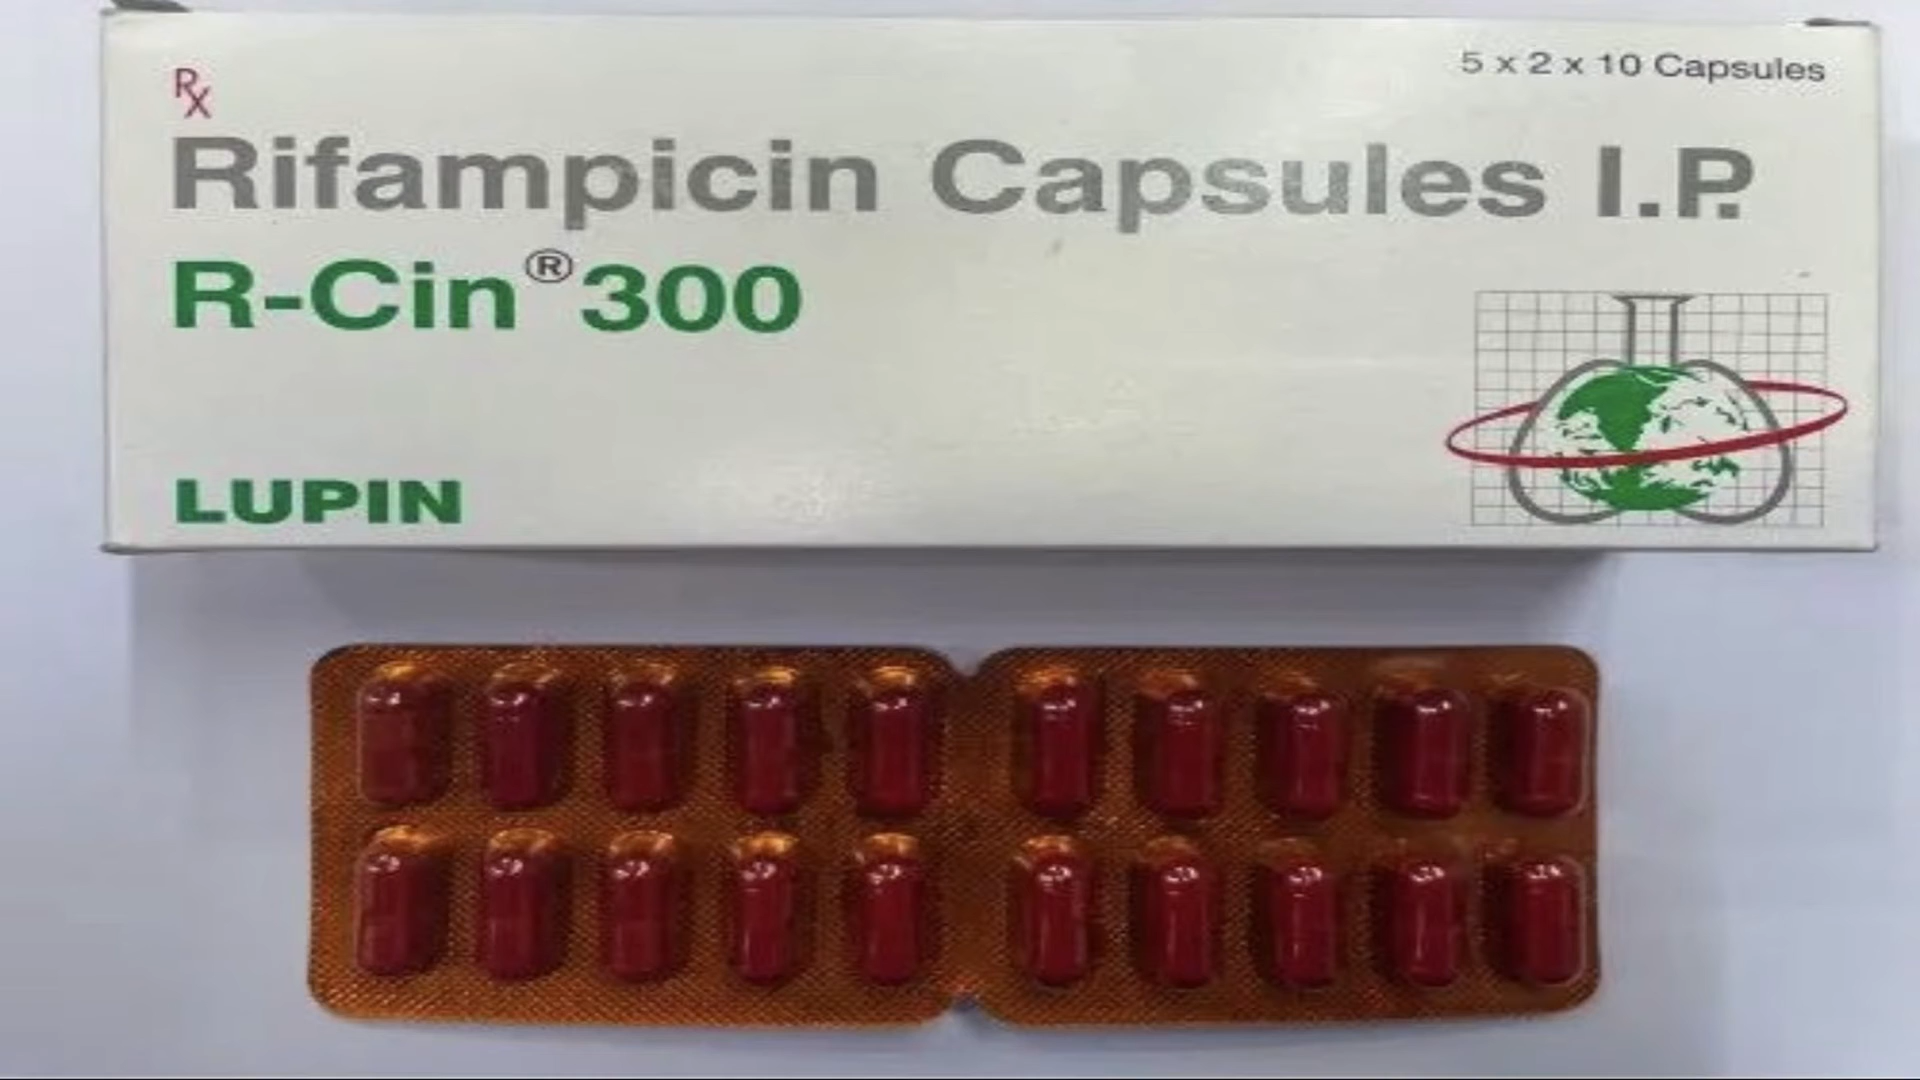 Rx
5 x 2 x 10 Capsules
Rifampicin Capsules I.P.
R-Cin® 300
LUPIN